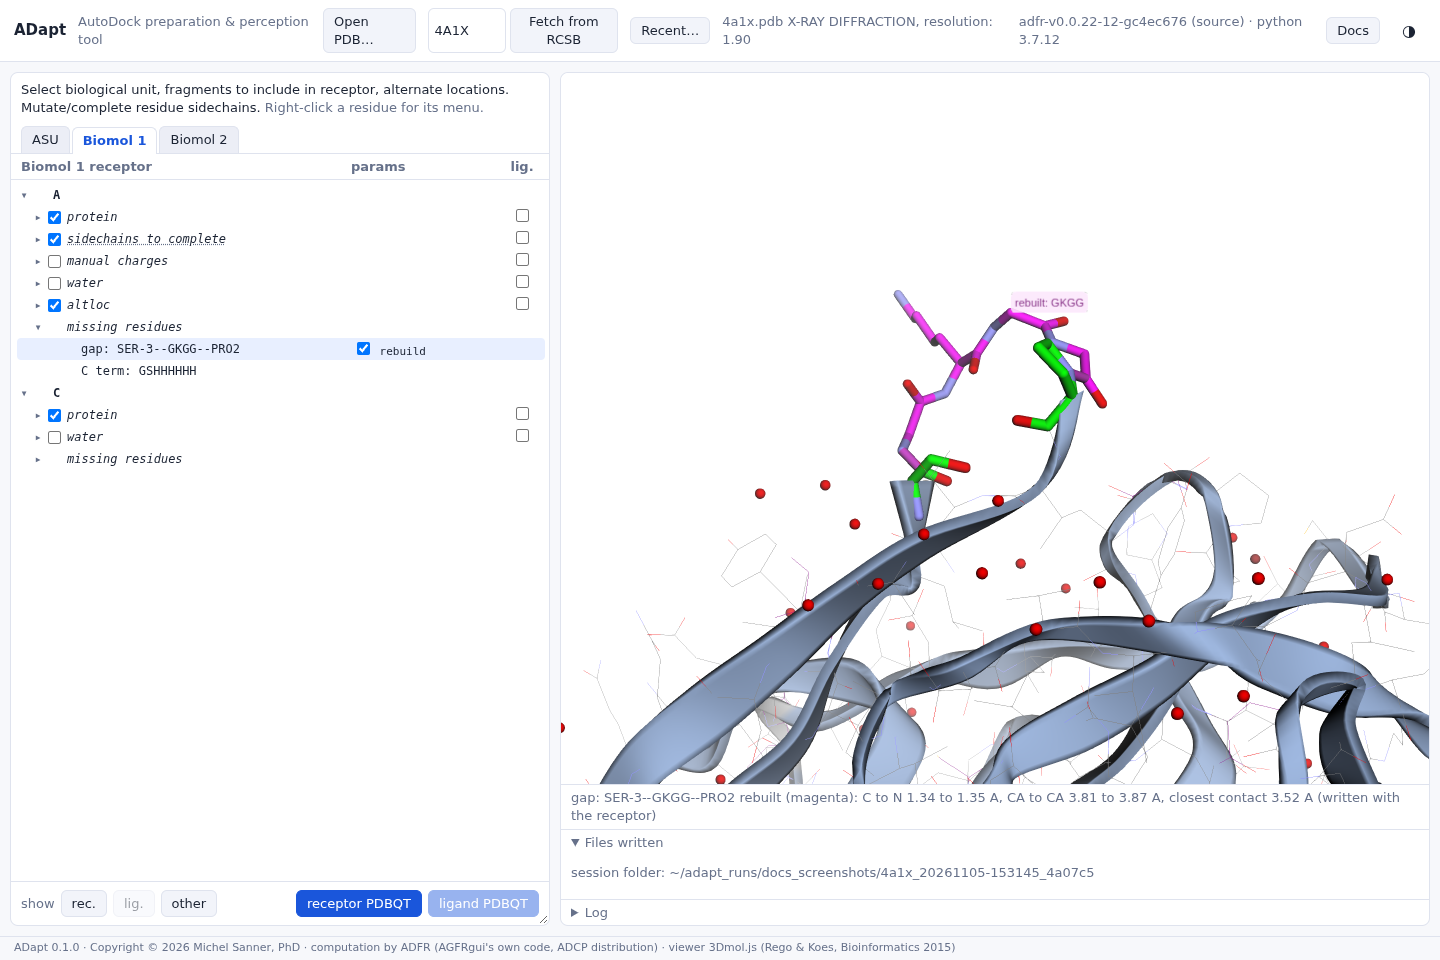 ADapt
AutoDock preparation & perception
tool
Open
PDB…
4A1X
Fetch from
RCSB
Recent…
4a1x.pdb X-RAY DIFFRACTION, resolution:
1.90
adfr-v0.0.22-12-gc4ec676 (source) · python
3.7.12
Docs
Select biological unit, fragments to include in receptor, alternate locations.
Mutate/complete residue sidechains. Right-click a residue for its menu.
ASU
Biomol 1
Biomol 2
Biomol 1 receptor params lig.
A
protein
sidechains to complete
manual charges
water
altloc
missing residues
gap: SER-3--GKGG--PRO2 rebuild
C term: GSHHHHHH
C
protein
water
missing residues
rebuilt: GKGG
gap: SER-3--GKGG--PRO2 rebuilt (magenta): C to N 1.34 to 1.35 A, CA to CA 3.81 to 3.87 A, closest contact 3.52 A (written with
the receptor)
Files written
session folder: ~/adapt_runs/docs_screenshots/4a1x_20261105-153145_4a07c5
Log
show rec. lig. other receptor PDBQT ligand PDBQT
ADapt 0.1.0 · Copyright © 2026 Michel Sanner, PhD · computation by ADFR (AGFRgui's own code, ADCP distribution) · viewer 3Dmol.js (Rego & Koes, Bioinformatics 2015)